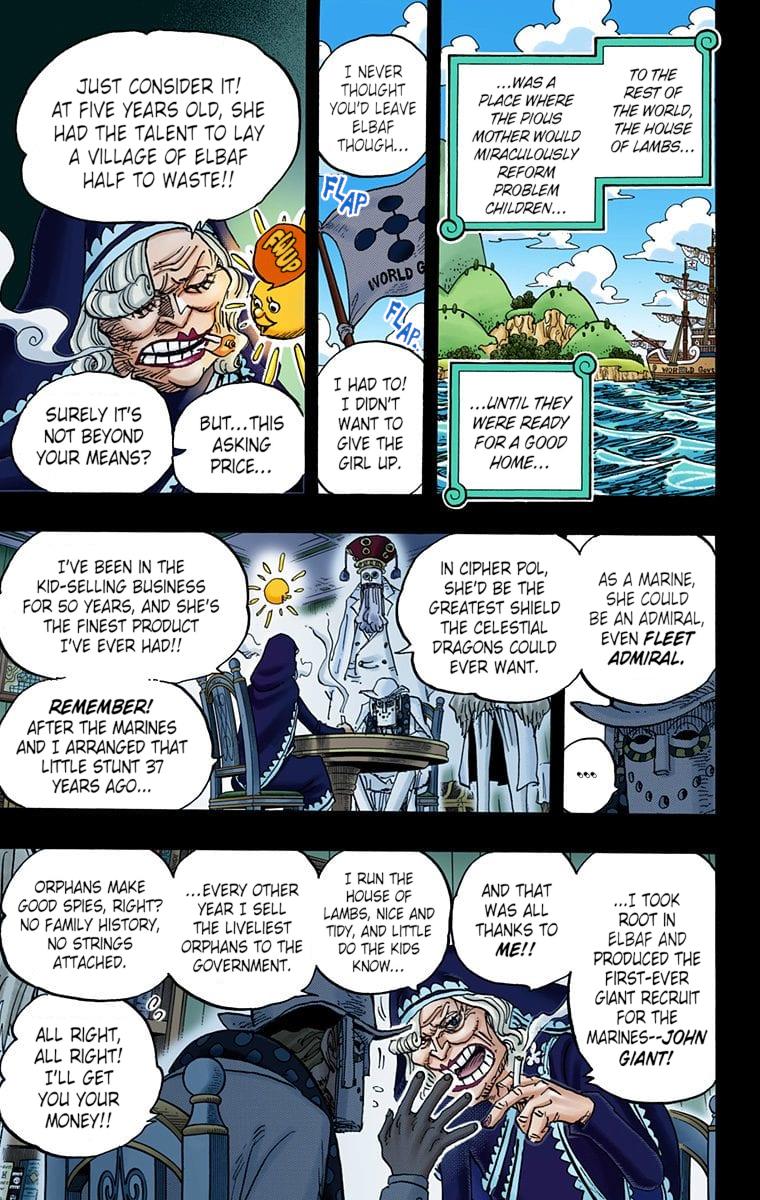 TO THE
REST OF
THE WORLD,
THE HOUSE
OF LAMBS...
...WAS A
PLACE WHERE
THE PIOUS
MOTHER WOULD
MIRACULOUSLY
REFORM
PROBLEM
CHILDREN...
WORLD GOVE
...UNTIL THEY
WERE READY
FOR A GOOD
HOME...
I NEVER
THOUGHT
YOU'D LEAVE
ELBAF
THOUGH...
FLAP
WORLD G
FLAP
I HAD TO!
I DIDN'T
WANT TO
GIVE THE
GIRL UP.
JUST CONSIDER IT!
AT FIVE YEARS OLD, SHE
HAD THE TALENT TO LAY
A VILLAGE OF ELBAF
HALF TO WASTE!!
BUT...THIS
ASKING
PRICE...
SURELY IT'S
NOT BEYOND
YOUR MEANS?
AS A MARINE,
SHE COULD
BE AN ADMIRAL,
EVEN FLEET
ADMIRAL.
...
IN CIPHER POL,
SHE'D BE THE
GREATEST SHIELD
THE CELESTIAL
DRAGONS COULD
EVER WANT.
I'VE BEEN IN THE
KID-SELLING BUSINESS
FOR 50 YEARS, AND SHE'S
THE FINEST PRODUCT
I'VE EVER HAD!!
REMEMBER!
AFTER THE MARINES
AND I ARRANGED THAT
LITTLE STUNT 37
YEARS AGO...
...I TOOK
ROOT IN
ELBAF AND
PRODUCED THE
FIRST-EVER
GIANT RECRUIT
FOR THE
MARINES--JOHN
GIANT!
AND THAT
WAS ALL
THANKS TO
ME!!
I RUN THE
HOUSE OF
LAMBS, NICE AND
TIDY, AND LITTLE
DO THE KIDS
KNOW...
...EVERY OTHER
YEAR I SELL
THE LIVELIEST
ORPHANS TO THE
GOVERNMENT.
ORPHANS MAKE
GOOD SPIES, RIGHT?
NO FAMILY HISTORY,
NO STRINGS
ATTACHED.
ALL RIGHT,
ALL RIGHT!
I'LL GET
YOU YOUR
MONEY!!